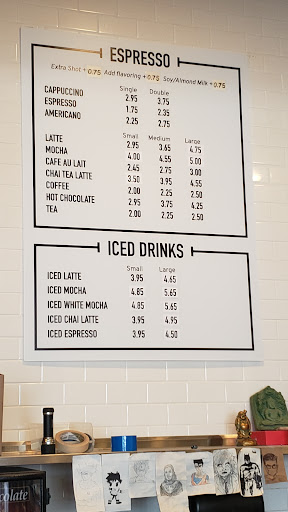 ESPRESSO
Extra Shot + 0.75 Add flavoring + 0.75 Soy/Almond Milk + 0.75
Single Double
CAPPUCCINO 2.95 3.75
ESPRESSO 1.75 2.35
AMERICANO 2.25 2.75
Small Medium Large
LATTE 2.95 3.65 4.75
MOCHA 4.00 4.55 5.00
CAFE AU LAIT 2.45 2.75 3.00
CHAI TEA LATTE 3.50 3.95 4.55
COFFEE 2.00 2.25 2.50
HOT CHOCOLATE 2.95 3.75 4.25
TEA 2.00 2.25 2.50
ICED DRINKS
Small Large
ICED LATTE 3.95 4.65
ICED MOCHA 4.85 5.65
ICED WHITE MOCHA 4.85 5.65
ICED CHAI LATTE 3.95 4.95
ICED ESPRESSO 3.95 4.50
colate